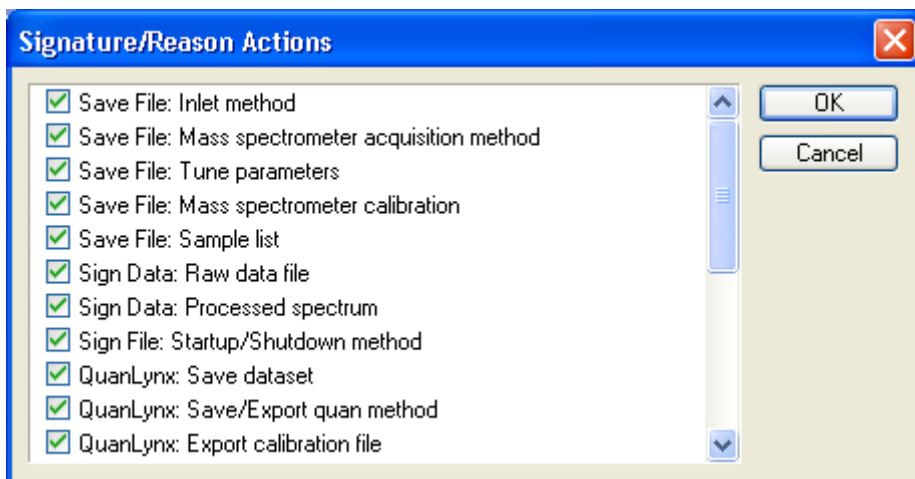 Signature/Reason Actions
Save File: Inlet method
Save File: Mass spectrometer acquisition method
Save File: Tune parameters
Save File: Mass spectrometer calibration
Save File: Sample list
Sign Data: Raw data file
Sign Data: Processed spectrum
Sign File: Startup/Shutdown method
QuanLynx: Save dataset
QuanLynx: Save/Export quan method
QuanLynx: Export calibration file
OK
Cancel